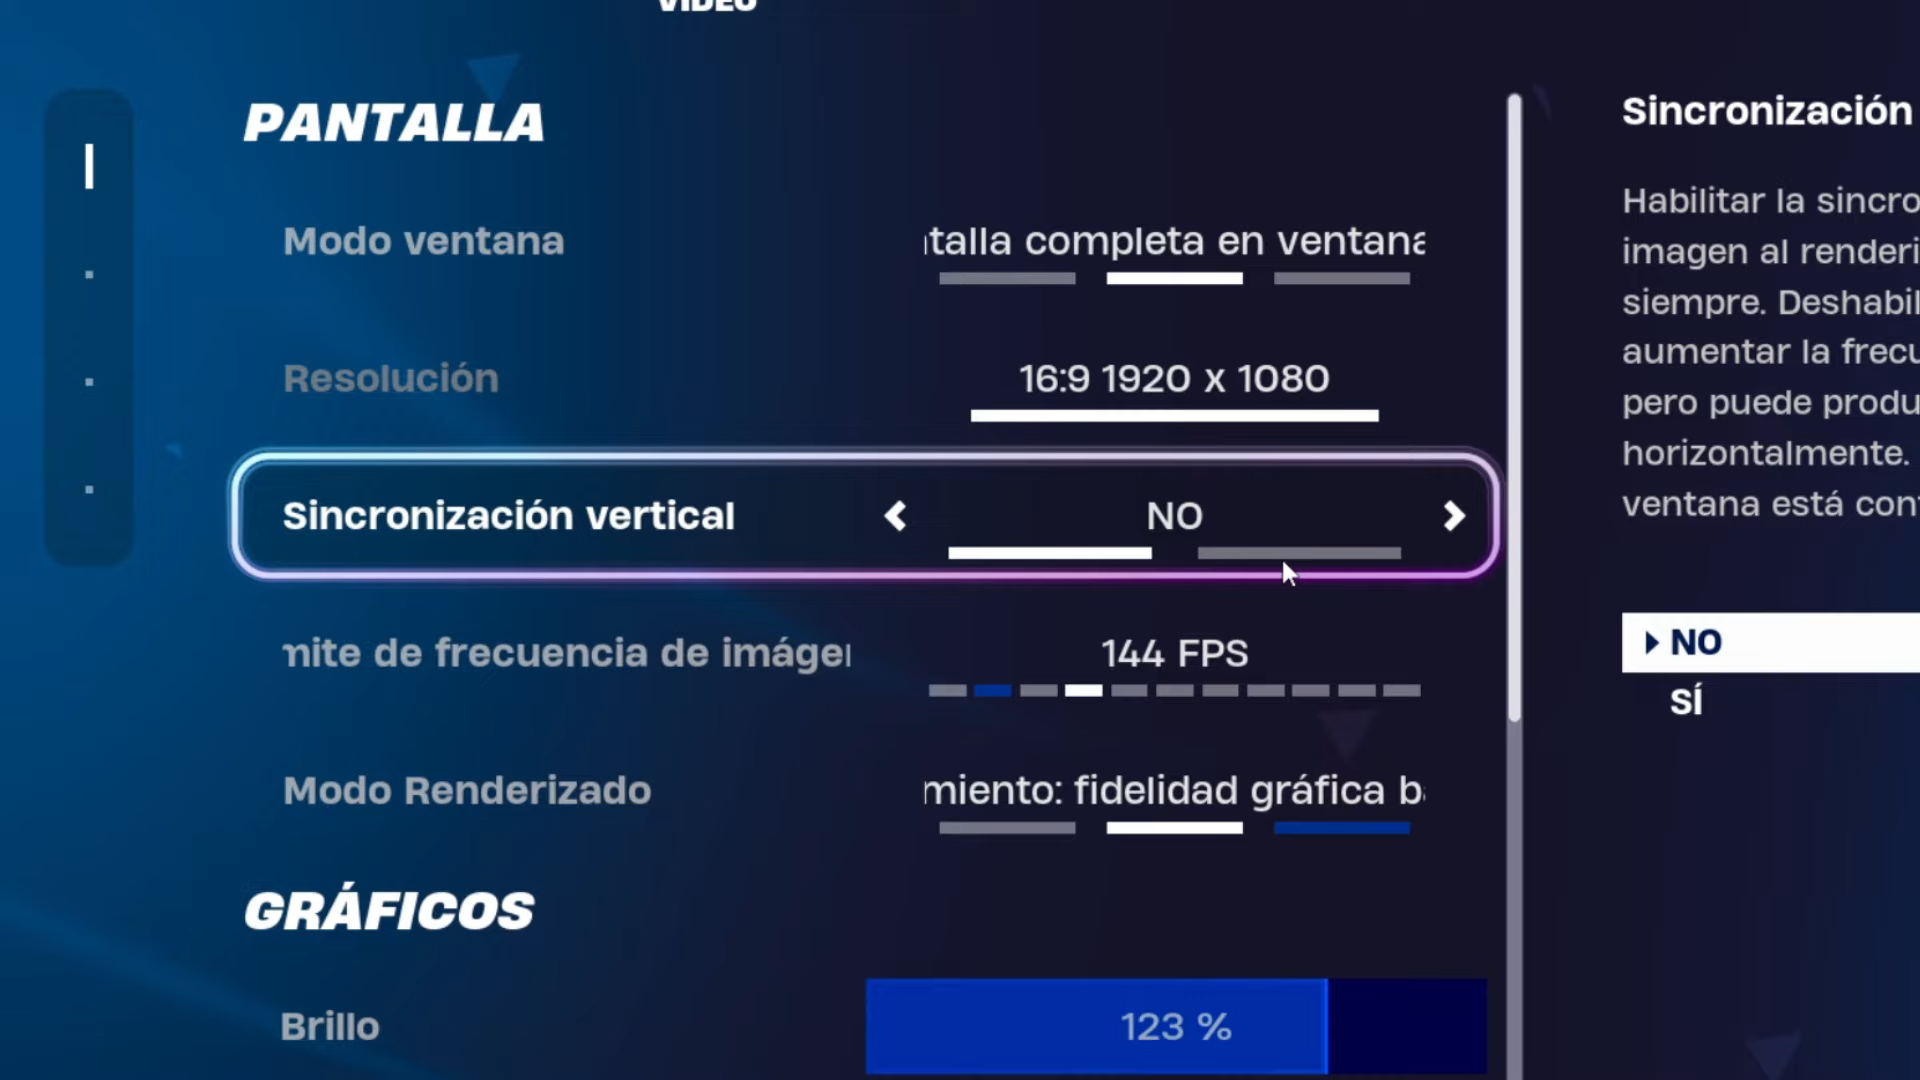 VIDEO
PANTALLA
Modo ventana
talla completa en ventana
Resolución
16:9 1920 x 1080
Sincronización vertical
NO
mite de frecuencia de imágen
144 FPS
Modo Renderizado
miento: fidelidad gráfica b
GRÁFICOS
Brillo
123 %
Sincronización
Habilitar la sincro
imagen al renderi
siempre. Deshabil
aumentar la frecu
pero puede produ
horizontalmente.
ventana está con
NO
SÍ